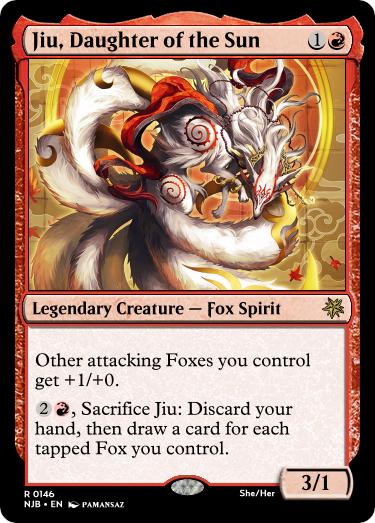 Jiu, Daughter of the Sun 1
Legendary Creature — Fox Spirit
Other attacking Foxes you control
get +1/+0.
2, Sacrifice Jiu: Discard your
hand, then draw a card for each
tapped Fox you control.
R 0146
She/Her
3/1
NJB • EN PAMANSAZ